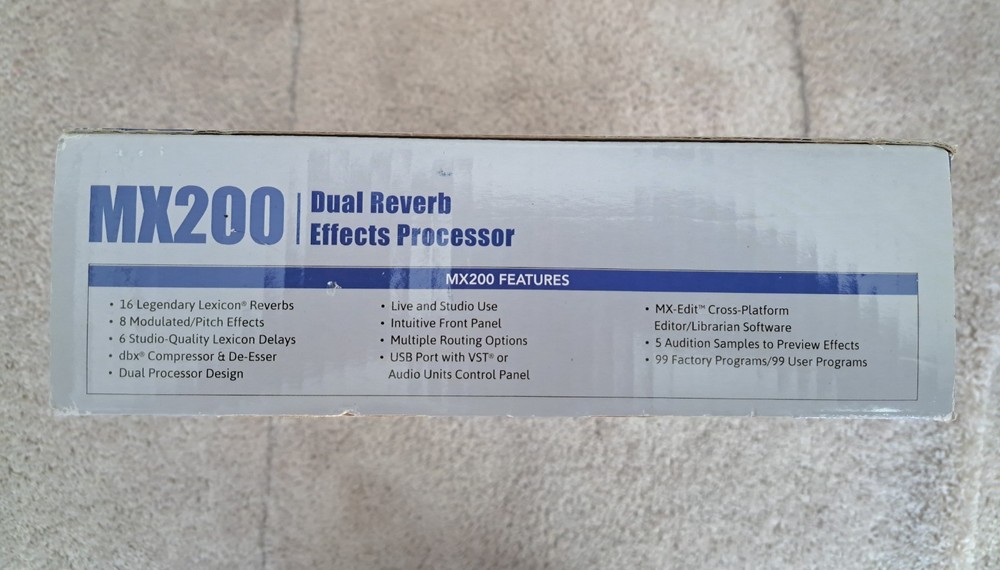 MX200
Dual Reverb
Effects Processor
MX200 FEATURES
• 16 Legendary Lexicon® Reverbs
• 8 Modulated/Pitch Effects
• 6 Studio-Quality Lexicon Delays
• dbx® Compressor & De-Esser
• Dual Processor Design
• Live and Studio Use
• Intuitive Front Panel
• Multiple Routing Options
• USB Port with VST® or
Audio Units Control Panel
• MX-Edit™ Cross-Platform
Editor/Librarian Software
• 5 Audition Samples to Preview Effects
• 99 Factory Programs/99 User Programs